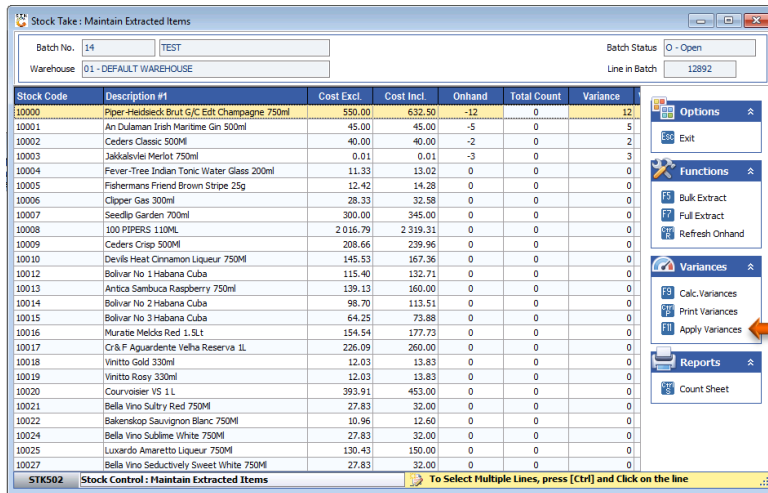 Stock Take : Maintain Extracted Items
Batch No. 14 TEST Batch Status O - Open
Warehouse 01 - DEFAULT WAREHOUSE Line in Batch 12892
Stock Code Description #1 Cost Excl. Cost Incl. Onhand Total Count Variance
10000 Piper-Heidsieck Brut G/C Edt Champagne 750ml 550.00 632.50 -12 0 12
10001 An Dulaman Irish Maritime Gin 500ml 45.00 45.00 -5 0 5
10002 Ceders Classic 500Ml 40.00 40.00 -2 0 2
10003 Jakkalsvlei Merlot 750ml 0.01 0.01 -3 0 3
10004 Fever-Tree Indian Tonic Water Glass 200ml 11.33 13.02 0 0 0
10005 Fishermans Friend Brown Stripe 25g 12.42 14.28 0 0 0
10006 Clipper Gas 300ml 28.33 32.58 0 0 0
10007 Seedlip Garden 700ml 300.00 345.00 0 0 0
10008 100 PIPERS 110ML 2 016.79 2 319.31 0 0 0
10009 Ceders Crisp 500Ml 208.66 239.96 0 0 0
10010 Devils Heat Cinnamon Liqueur 750Ml 145.53 167.36 0 0 0
10012 Bolivar No 1 Habana Cuba 115.40 132.71 0 0 0
10013 Antica Sambuca Raspberry 750ml 139.13 160.00 0 0 0
10014 Bolivar No 2 Habana Cuba 98.70 113.51 0 0 0
10015 Bolivar No 3 Habana Cuba 64.25 73.88 0 0 0
10016 Muratie Melcks Red 1.5Lt 154.54 177.73 0 0 0
10017 Cr&F Aguardente Velha Reserva 1L 226.09 260.00 0 0 0
10018 Vinitto Gold 330ml 12.03 13.83 0 0 0
10019 Vinitto Rosy 330ml 12.03 13.83 0 0 0
10020 Courvoisier VS 1 L 393.91 453.00 0 0 0
10021 Bella Vino Sultry Red 750Ml 27.83 32.00 0 0 0
10022 Bakenskop Sauvignon Blanc 750Ml 10.96 12.60 0 0 0
10024 Bella Vino Sublime White 750Ml 27.83 32.00 0 0 0
10025 Luxardo Amaretto Liqueur 750Ml 130.43 150.00 0 0 0
10027 Bella Vino Seductively Sweet White 750Ml 27.83 32.00 0 0 0
Options
Esc Exit
Functions
F5 Bulk Extract
F7 Full Extract
Ctrl R Refresh Onhand
Variances
F9 Calc.Variances
Ctrl P Print Variances
F11 Apply Variances
Reports
Ctrl S Count Sheet
STK502 Stock Control : Maintain Extracted Items To Select Multiple Lines, press [Ctrl] and Click on the line